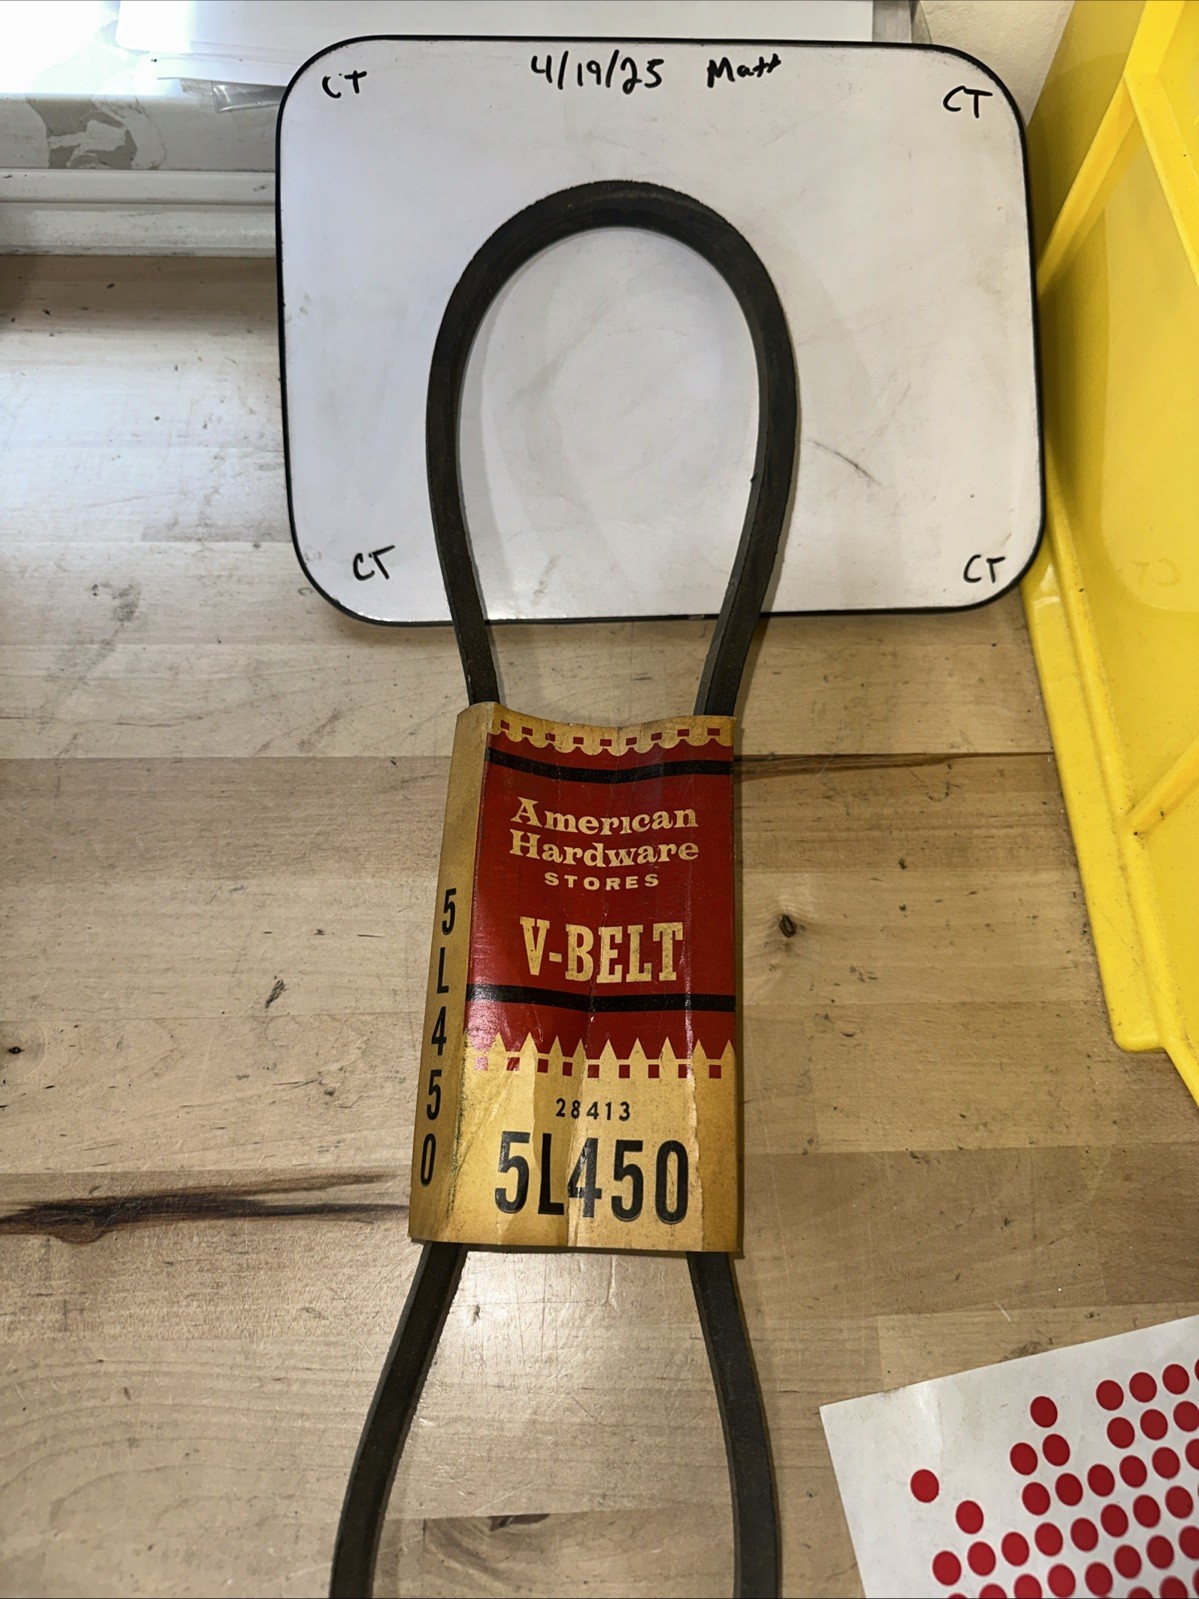 CT 4/19/25 Matt CT
CT CT
American
Hardware
STORES
V-BELT
28413
5L450
5L450